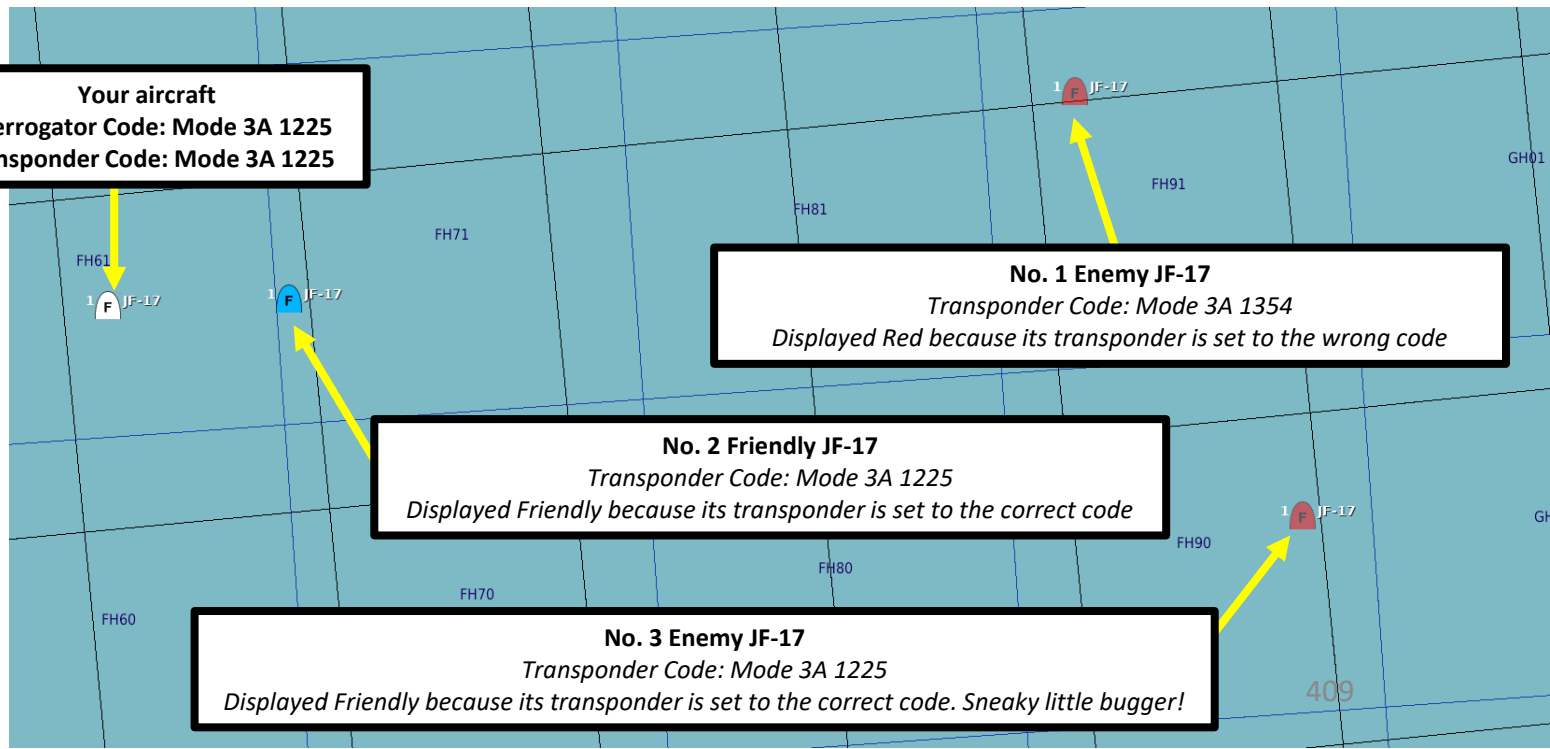 Your aircraft
errogator Code: Mode 3A 1225
nsponder Code: Mode 3A 1225
1 F JF-17
GH01
FH91
FH81
FH71
FH61
1 F JF-17
1 F JF-17
No. 1 Enemy JF-17
Transponder Code: Mode 3A 1354
Displayed Red because its transponder is set to the wrong code
No. 2 Friendly JF-17
Transponder Code: Mode 3A 1225
Displayed Friendly because its transponder is set to the correct code
1 F JF-17
GH
FH90
FH80
FH70
FH60
No. 3 Enemy JF-17
Transponder Code: Mode 3A 1225
Displayed Friendly because its transponder is set to the correct code. Sneaky little bugger!
409